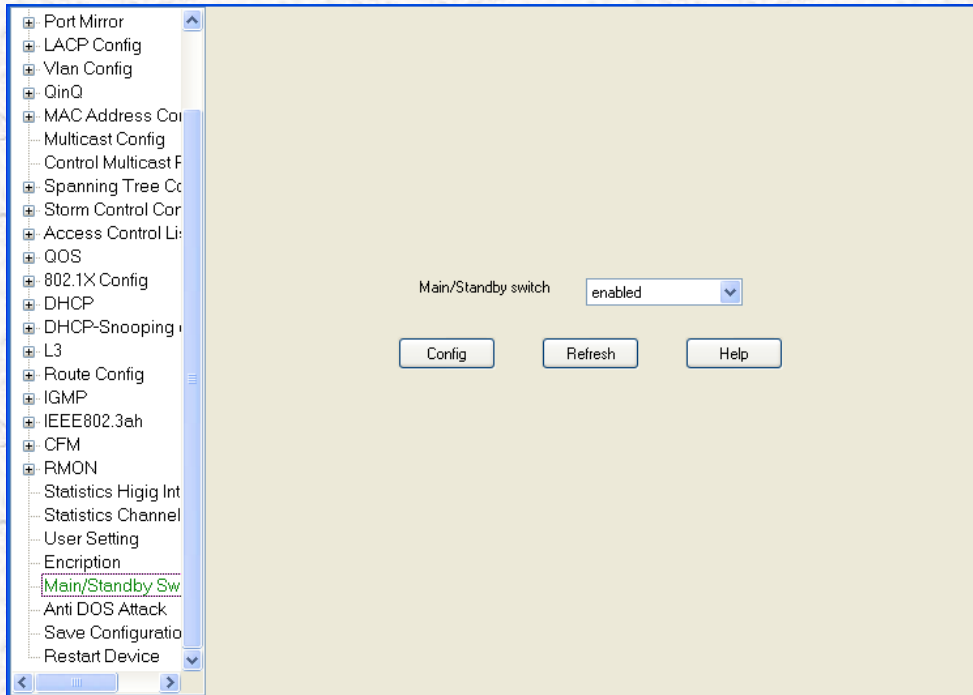 Port Mirror
LACP Config
Vlan Config
QinQ
MAC Address Co
Multicast Config
Control Multicast
Spanning Tree Co
Storm Control Con
Access Control Li
QOS
802.1X Config
DHCP
DHCP-Snooping
L3
Route Config
IGMP
IEEE802.3ah
CFM
RMON
Statistics Higig Int
Statistics Channel
User Setting
Encription
Main/Standby Sw
Anti DOS Attack
Save Configuratio
Restart Device
Main/Standby switch
enabled
Config Refresh Help